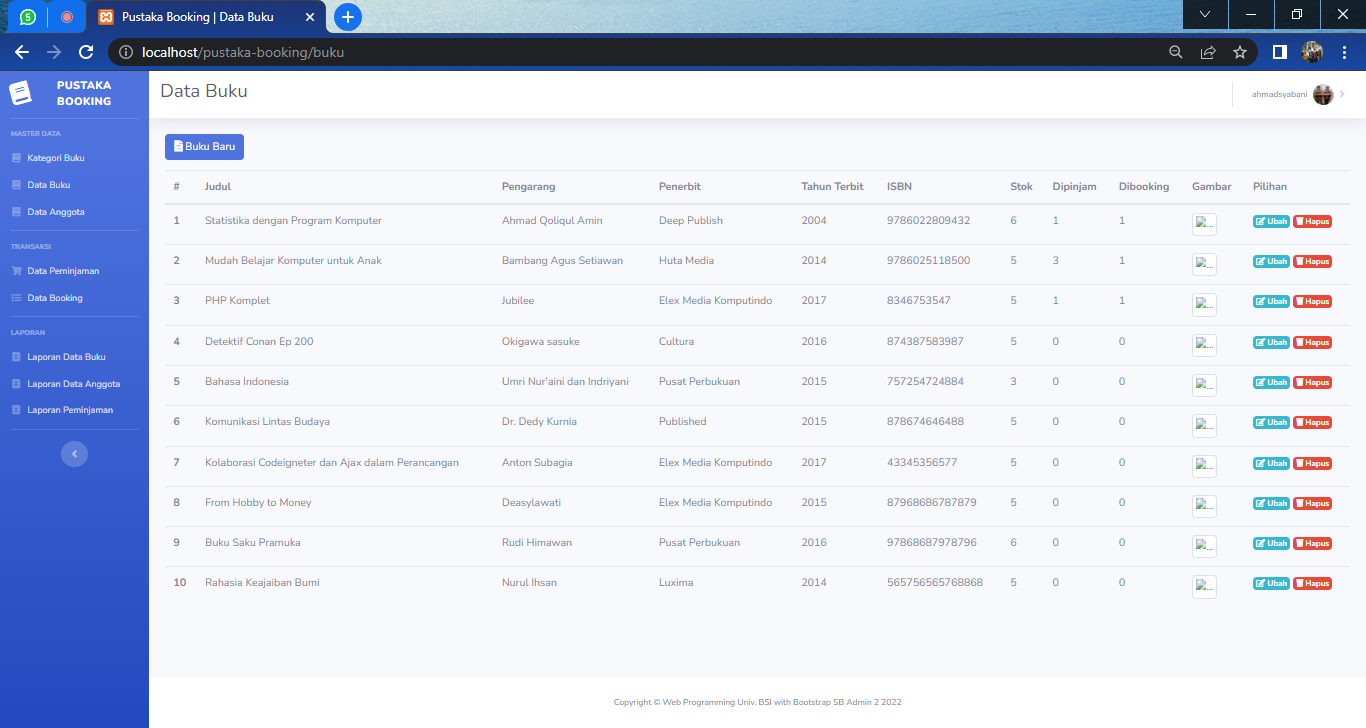 5
Pustaka Booking | Data Buku
localhost/pustaka-booking/buku
PUSTAKA
BOOKING
MASTER DATA
Kategori Buku
Data Buku
Data Anggota
TRANSAKSI
Data Peminjaman
Data Booking
LAPORAN
Laporan Data Buku
Laporan Data Anggota
Laporan Peminjaman
Data Buku
ahmadsyabani
Buku Baru
# Judul Pengarang Penerbit Tahun Terbit ISBN Stok Dipinjam Dibooking Gambar Pilihan
1 Statistika dengan Program Komputer Ahmad Qoliqul Amin Deep Publish 2004 9786022809432 6 1 1 ... Ubah Hapus
2 Mudah Belajar Komputer untuk Anak Bambang Agus Setiawan Huta Media 2014 9786025118500 5 3 1 ... Ubah Hapus
3 PHP Komplet Jubilee Elex Media Komputindo 2017 8346753547 5 1 1 ... Ubah Hapus
4 Detektif Conan Ep 200 Okigawa sasuke Cultura 2016 874387583987 5 0 0 ... Ubah Hapus
5 Bahasa Indonesia Umri Nur'aini dan Indriyani Pusat Perbukuan 2015 757254724884 3 0 0 ... Ubah Hapus
6 Komunikasi Lintas Budaya Dr. Dedy Kurnia Published 2015 878674646488 5 0 0 ... Ubah Hapus
7 Kolaborasi Codeigneter dan Ajax dalam Perancangan Anton Subagia Elex Media Komputindo 2017 43345356577 5 0 0 ... Ubah Hapus
8 From Hobby to Money Deasylawati Elex Media Komputindo 2015 87968686787879 5 0 0 ... Ubah Hapus
9 Buku Saku Pramuka Rudi Himawan Pusat Perbukuan 2016 97868687978796 6 0 0 ... Ubah Hapus
10 Rahasia Keajaiban Bumi Nurul Ihsan Luxima 2014 565756565768868 5 0 0 ... Ubah Hapus
Copyright © Web Programming Univ. BSI with Bootstrap SB Admin 2 2022